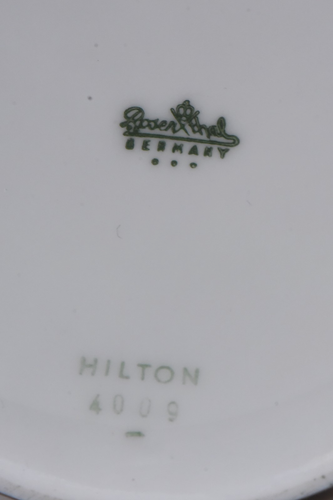 Rosenthal
GERMANY
HILTON
4009